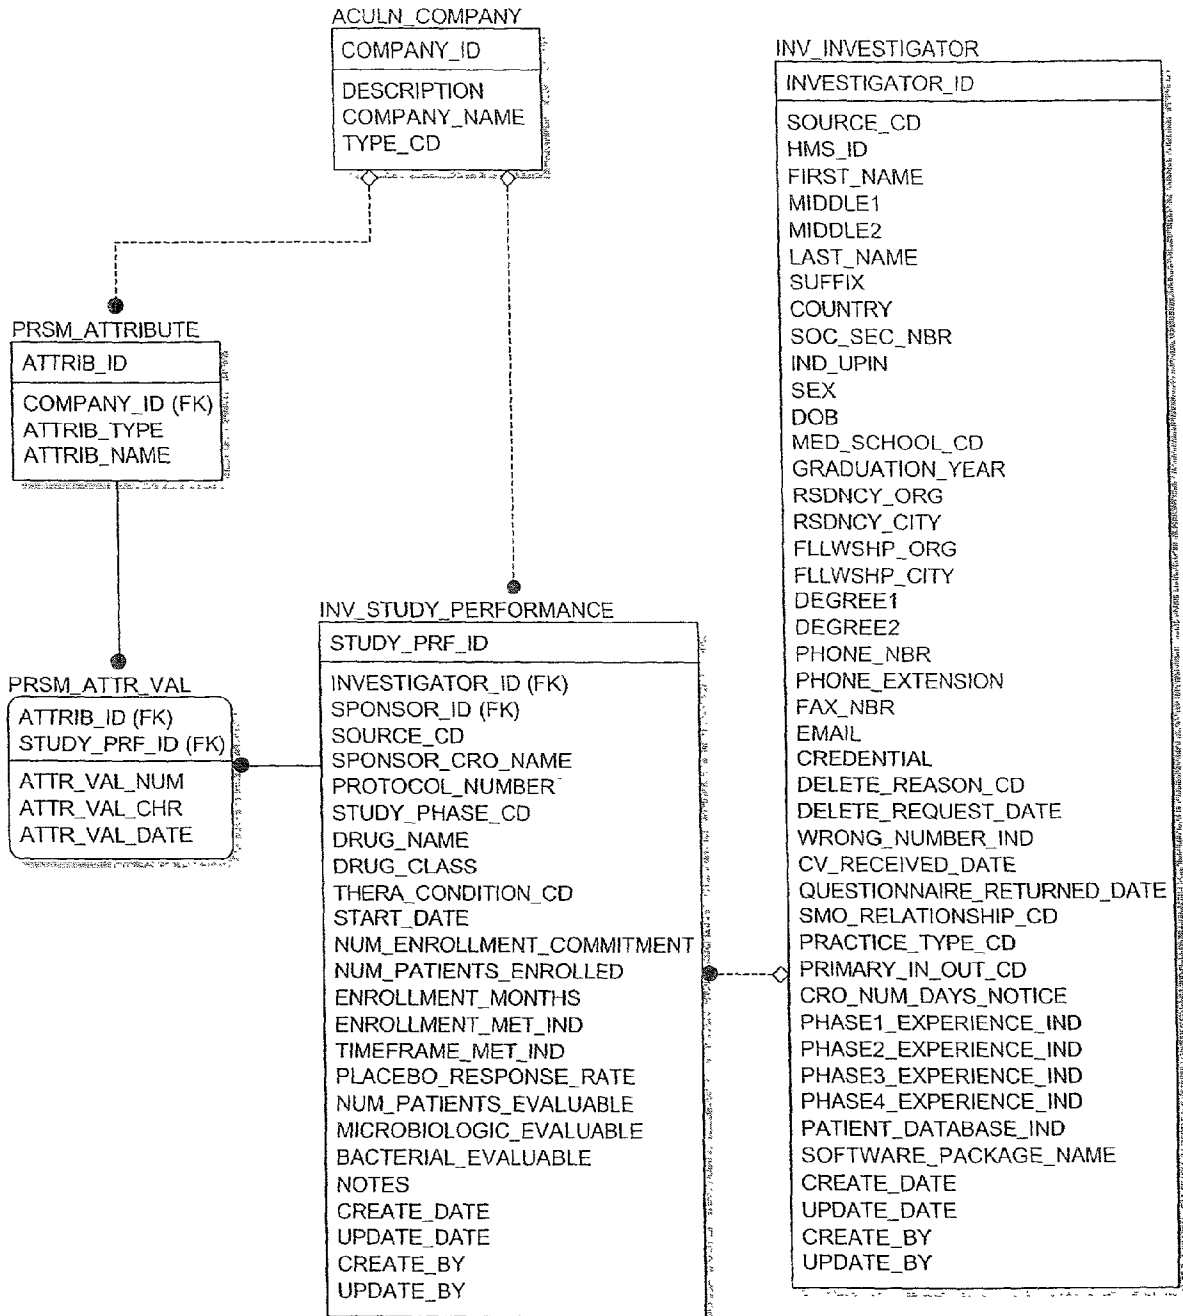 ACULN_COMPANY
COMPANY_ID
DESCRIPTION
COMPANY_NAME
TYPE_CD
PRSM_ATTRIBUTE
ATTRIB_ID
COMPANY_ID (FK)
ATTRIB_TYPE
ATTRIB_NAME
PRSM_ATTR_VAL
ATTRIB_ID (FK)
STUDY_PRF_ID (FK)
ATTR_VAL_NUM
ATTR_VAL_CHR
ATTR_VAL_DATE
INV_STUDY_PERFORMANCE
STUDY_PRF_ID
INVESTIGATOR_ID (FK)
SPONSOR_ID (FK)
SOURCE_CD
SPONSOR_CRO_NAME
PROTOCOL_NUMBER
STUDY_PHASE_CD
DRUG_NAME
DRUG_CLASS
THERA_CONDITION_CD
START_DATE
NUM_ENROLLMENT_COMMITMENT
NUM_PATIENTS_ENROLLED
ENROLLMENT_MONTHS
ENROLLMENT_MET_IND
TIMEFRAME_MET_IND
PLACEBO_RESPONSE_RATE
NUM_PATIENTS_EVALUABLE
MICROBIOLOGIC_EVALUABLE
BACTERIAL_EVALUABLE
NOTES
CREATE_DATE
UPDATE_DATE
CREATE_BY
UPDATE_BY
INV_INVESTIGATOR
INVESTIGATOR_ID
SOURCE_CD
HMS_ID
FIRST_NAME
MIDDLE1
MIDDLE2
LAST_NAME
SUFFIX
COUNTRY
SOC_SEC_NBR
IND_UPIN
SEX
DOB
MED_SCHOOL_CD
GRADUATION_YEAR
RSDNCY_ORG
RSDNCY_CITY
FLLWSHP_ORG
FLLWSHP_CITY
DEGREE1
DEGREE2
PHONE_NBR
PHONE_EXTENSION
FAX_NBR
EMAIL
CREDENTIAL
DELETE_REASON_CD
DELETE_REQUEST_DATE
WRONG_NUMBER_IND
CV_RECEIVED_DATE
QUESTIONNAIRE_RETURNED_DATE
SMO_RELATIONSHIP_CD
PRACTICE_TYPE_CD
PRIMARY_IN_OUT_CD
CRO_NUM_DAYS_NOTICE
PHASE1_EXPERIENCE_IND
PHASE2_EXPERIENCE_IND
PHASE3_EXPERIENCE_IND
PHASE4_EXPERIENCE_IND
PATIENT_DATABASE_IND
SOFTWARE_PACKAGE_NAME
CREATE_DATE
UPDATE_DATE
CREATE_BY
UPDATE_BY